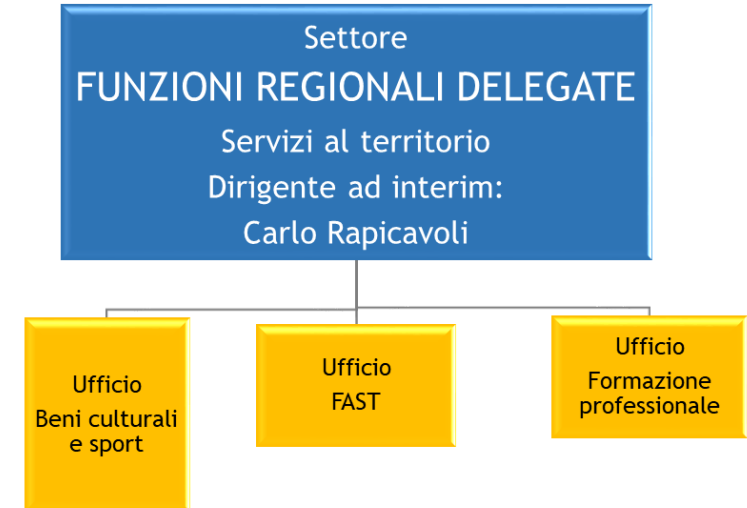 Settore
FUNZIONI REGIONALI DELEGATE
Servizi al territorio
Dirigente ad interim:
Carlo Rapicavoli
Ufficio
Beni culturali
e sport
Ufficio
FAST
Ufficio
Formazione
professionale